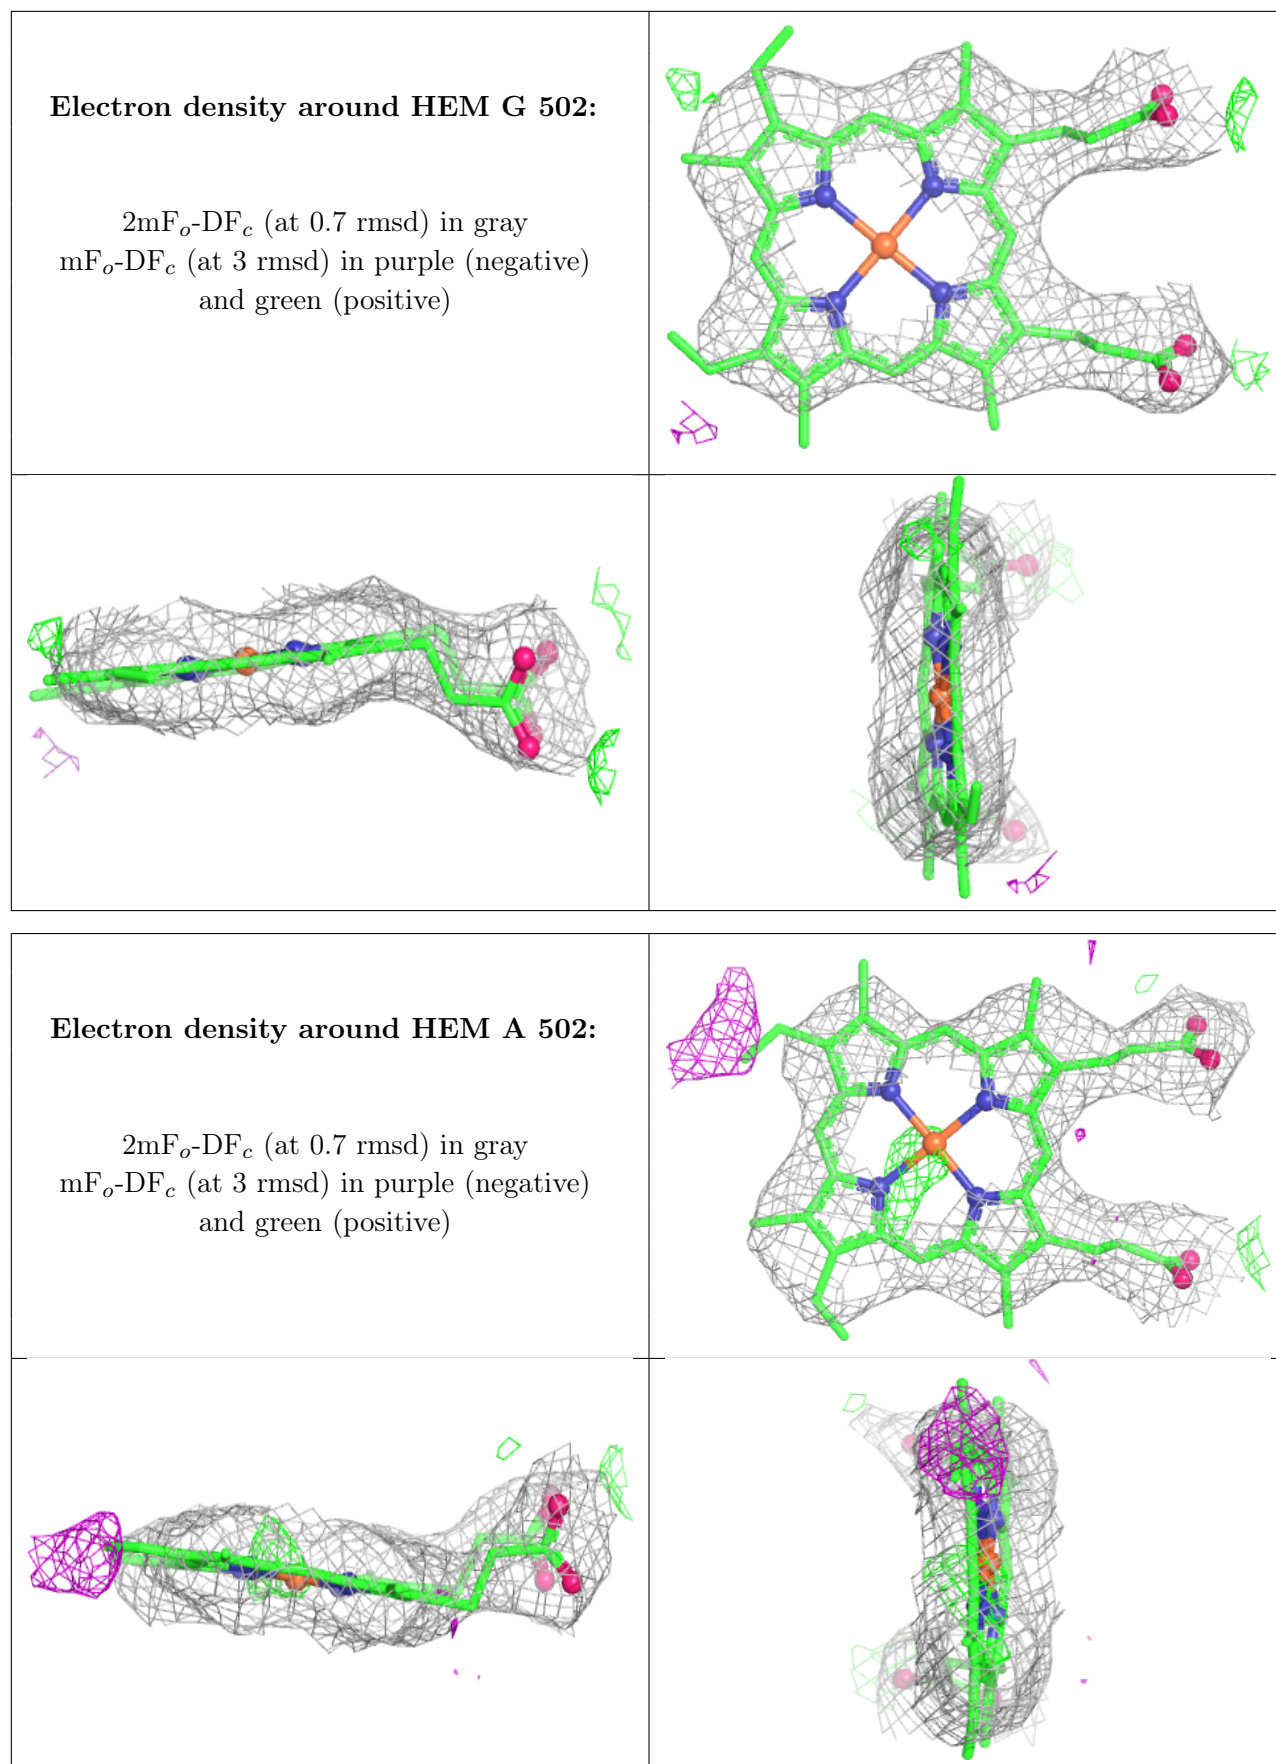 Electron density around HEM G 502:
2mFo-DFc (at 0.7 rmsd) in gray
mFo-DFc (at 3 rmsd) in purple (negative)
and green (positive)
Electron density around HEM A 502:
2mFo-DFc (at 0.7 rmsd) in gray
mFo-DFc (at 3 rmsd) in purple (negative)
and green (positive)